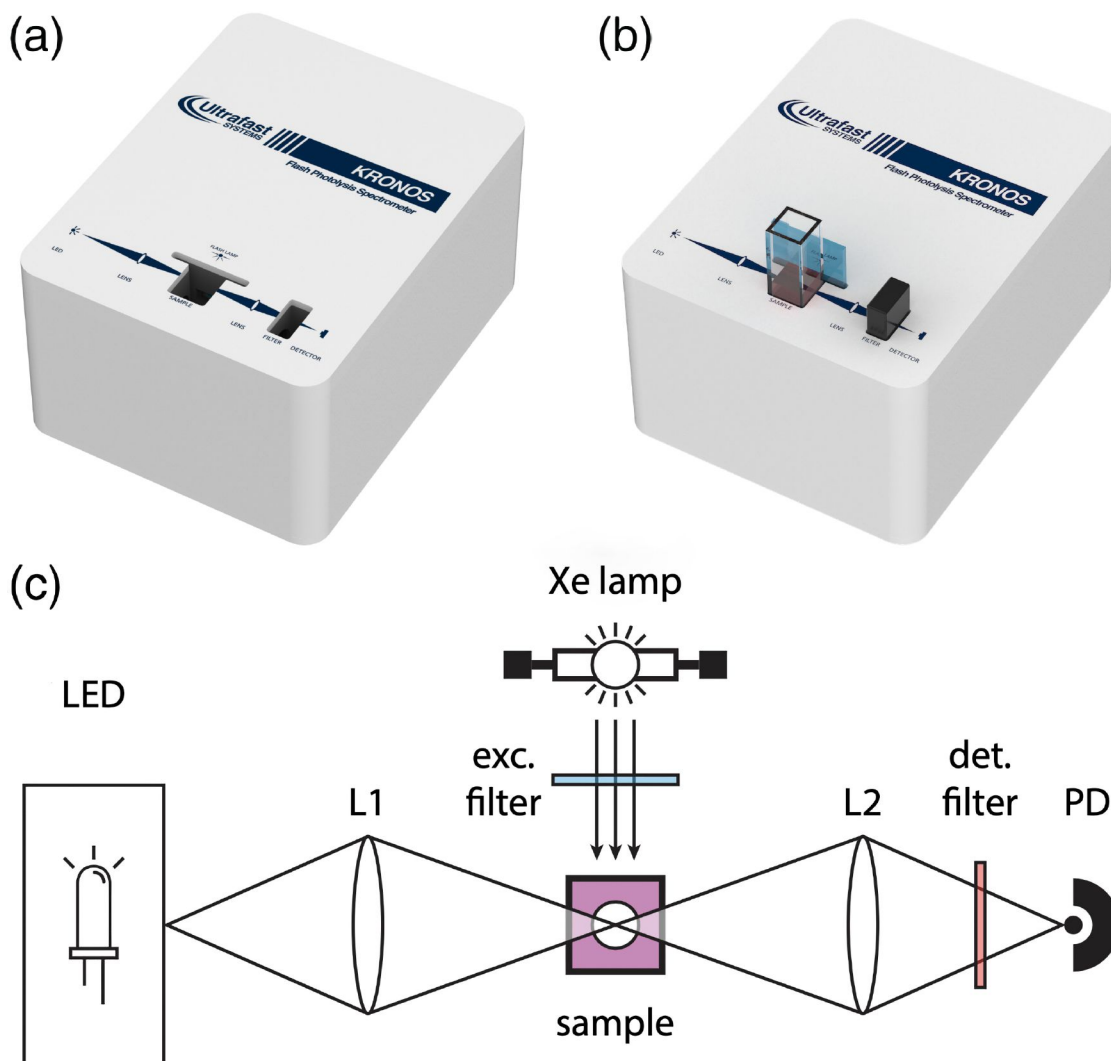 (a)
Ultrafast
SYSTEMS
KRONOS
Flash Photolysis Spectrometer
LED
LENS
FLASH LAMP
SAMPLE
LENS
FILTER
DETECTOR
(b)
Ultrafast
SYSTEMS
KRONOS
Flash Photolysis Spectrometer
LED
LENS
SAMPLE
LENS
FILTER
DETECTOR
(c)
Xe lamp
LED
exc.
filter
L1
L2
det.
filter
PD
sample